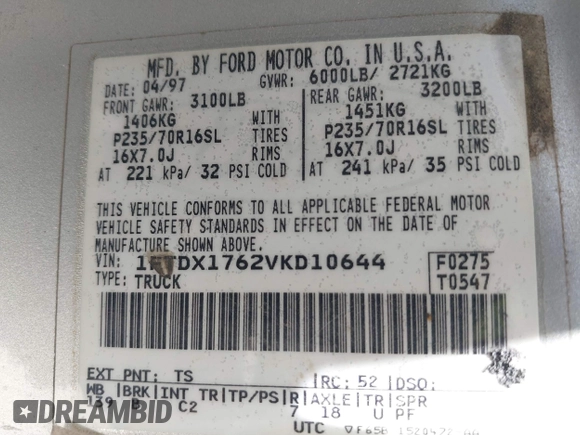 MFD. BY FORD MOTOR CO. IN U.S.A.
DATE: 04/97 GVWR: 6000LB/ 2721KG
FRONT GAWR: 3100LB REAR GAWR: 3200LB
1406KG WITH 1451KG WITH
P235/70R16SL TIRES P235/70R16SL TIRES
16X7.0J RIMS 16X7.0J RIMS
AT 221 kPa/ 32 PSI COLD AT 241 kPa/ 35 PSI COLD
THIS VEHICLE CONFORMS TO ALL APPLICABLE FEDERAL MOTOR
VEHICLE SAFETY STANDARDS IN EFFECT ON THE DATE OF
MANUFACTURE SHOWN ABOVE.
VIN: F0275
TYPE: TRUCK T0547
EXT PNT: TS RC: 52 DSO:
WB BRK INT TR TP/PS R AXLE TR SPR
139 C2 7 18 U PF
UTC
DREAMBID